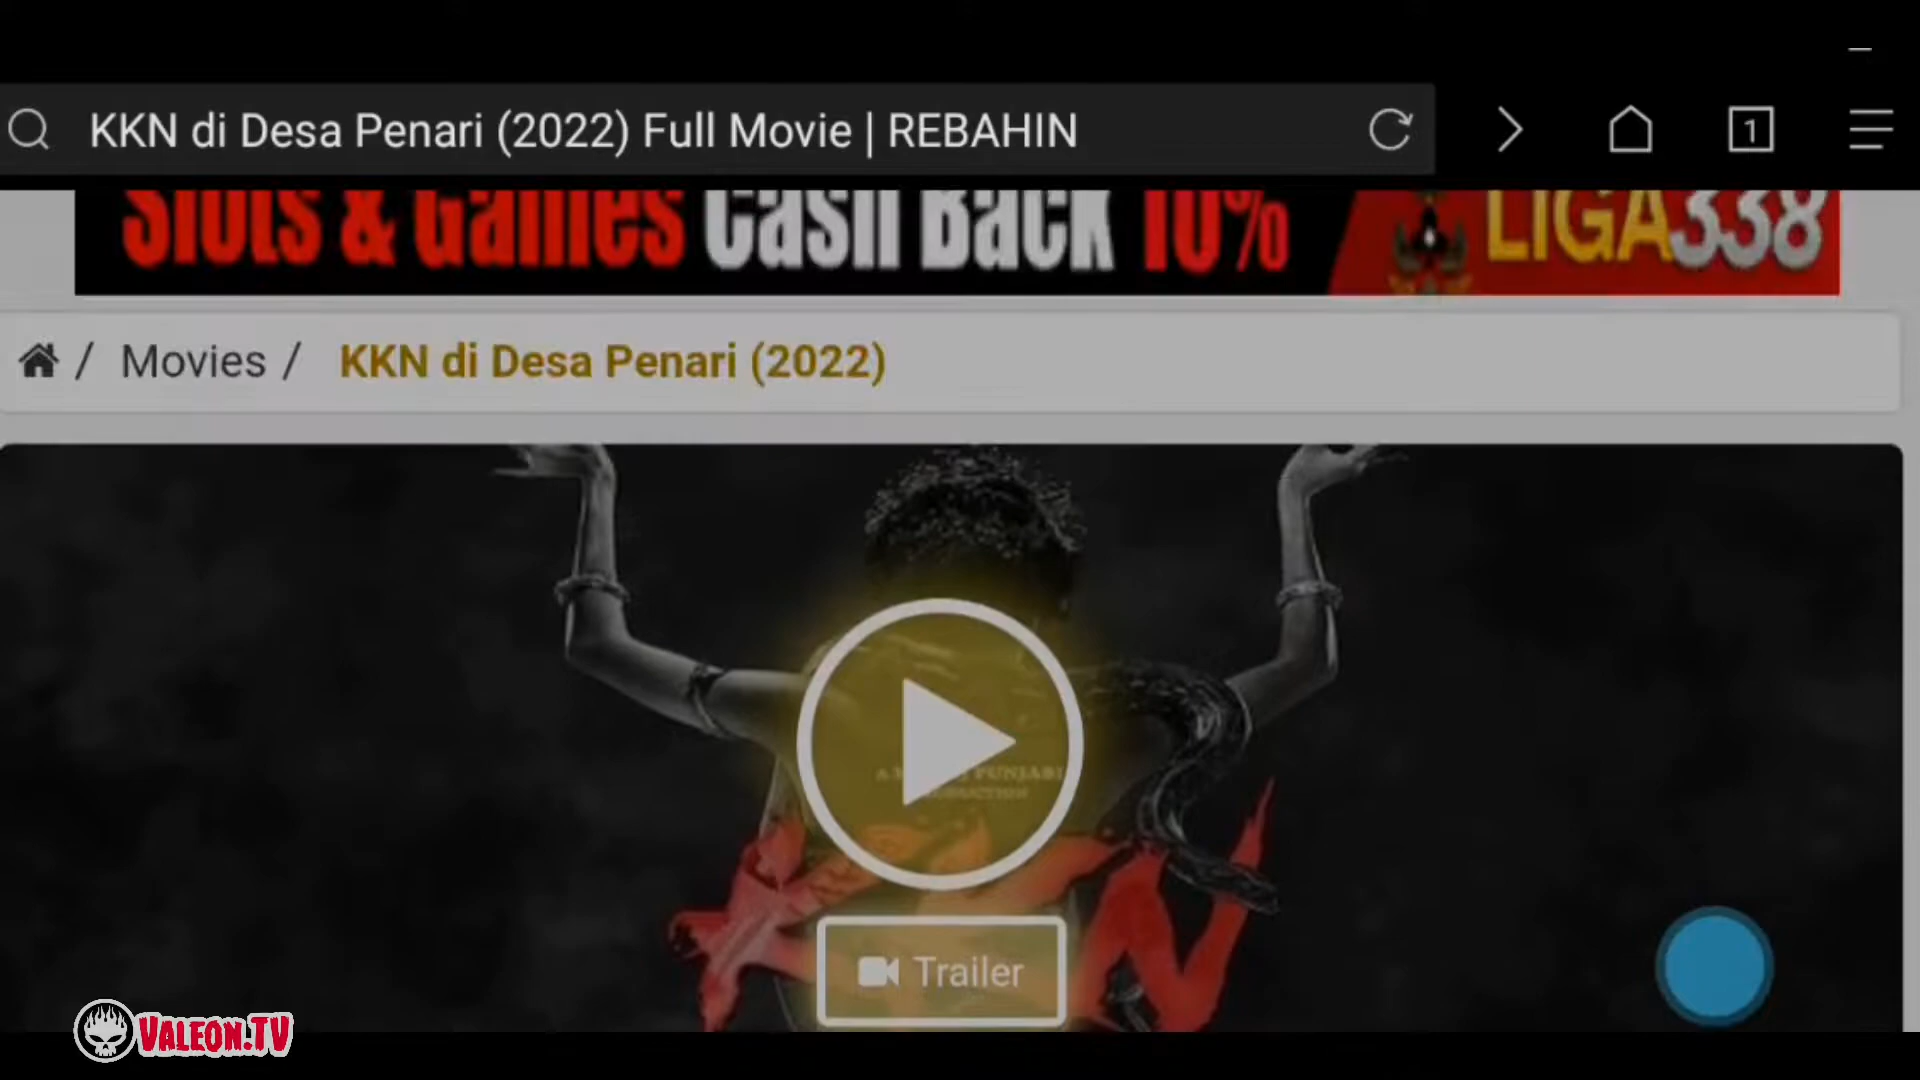 KKN di Desa Penari (2022) Full Movie | REBAHIN
1
Slots & Games Cash Back 10%
LIGA338
/ Movies / KKN di Desa Penari (2022)
PUNJABI
Trailer
VALEON.TV